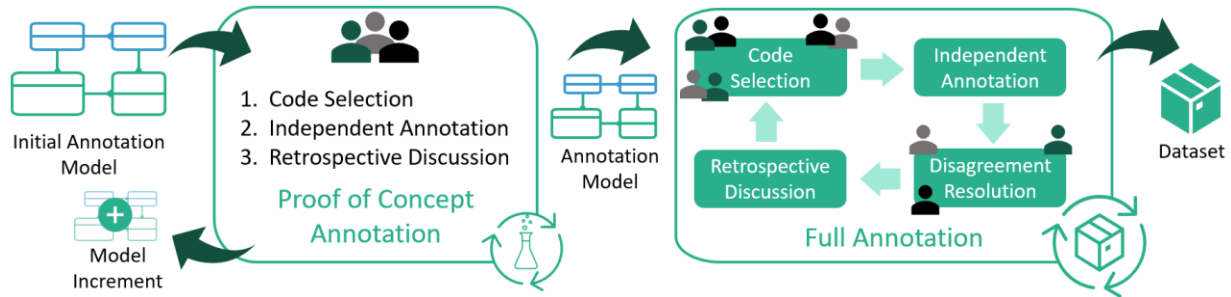 Initial Annotation
Model
Model
Increment
1. Code Selection
2. Independent Annotation
3. Retrospective Discussion
Proof of Concept
Annotation
Annotation
Model
Code
Selection
Independent
Annotation
Retrospective
Discussion
Disagreement
Resolution
Full Annotation
Dataset